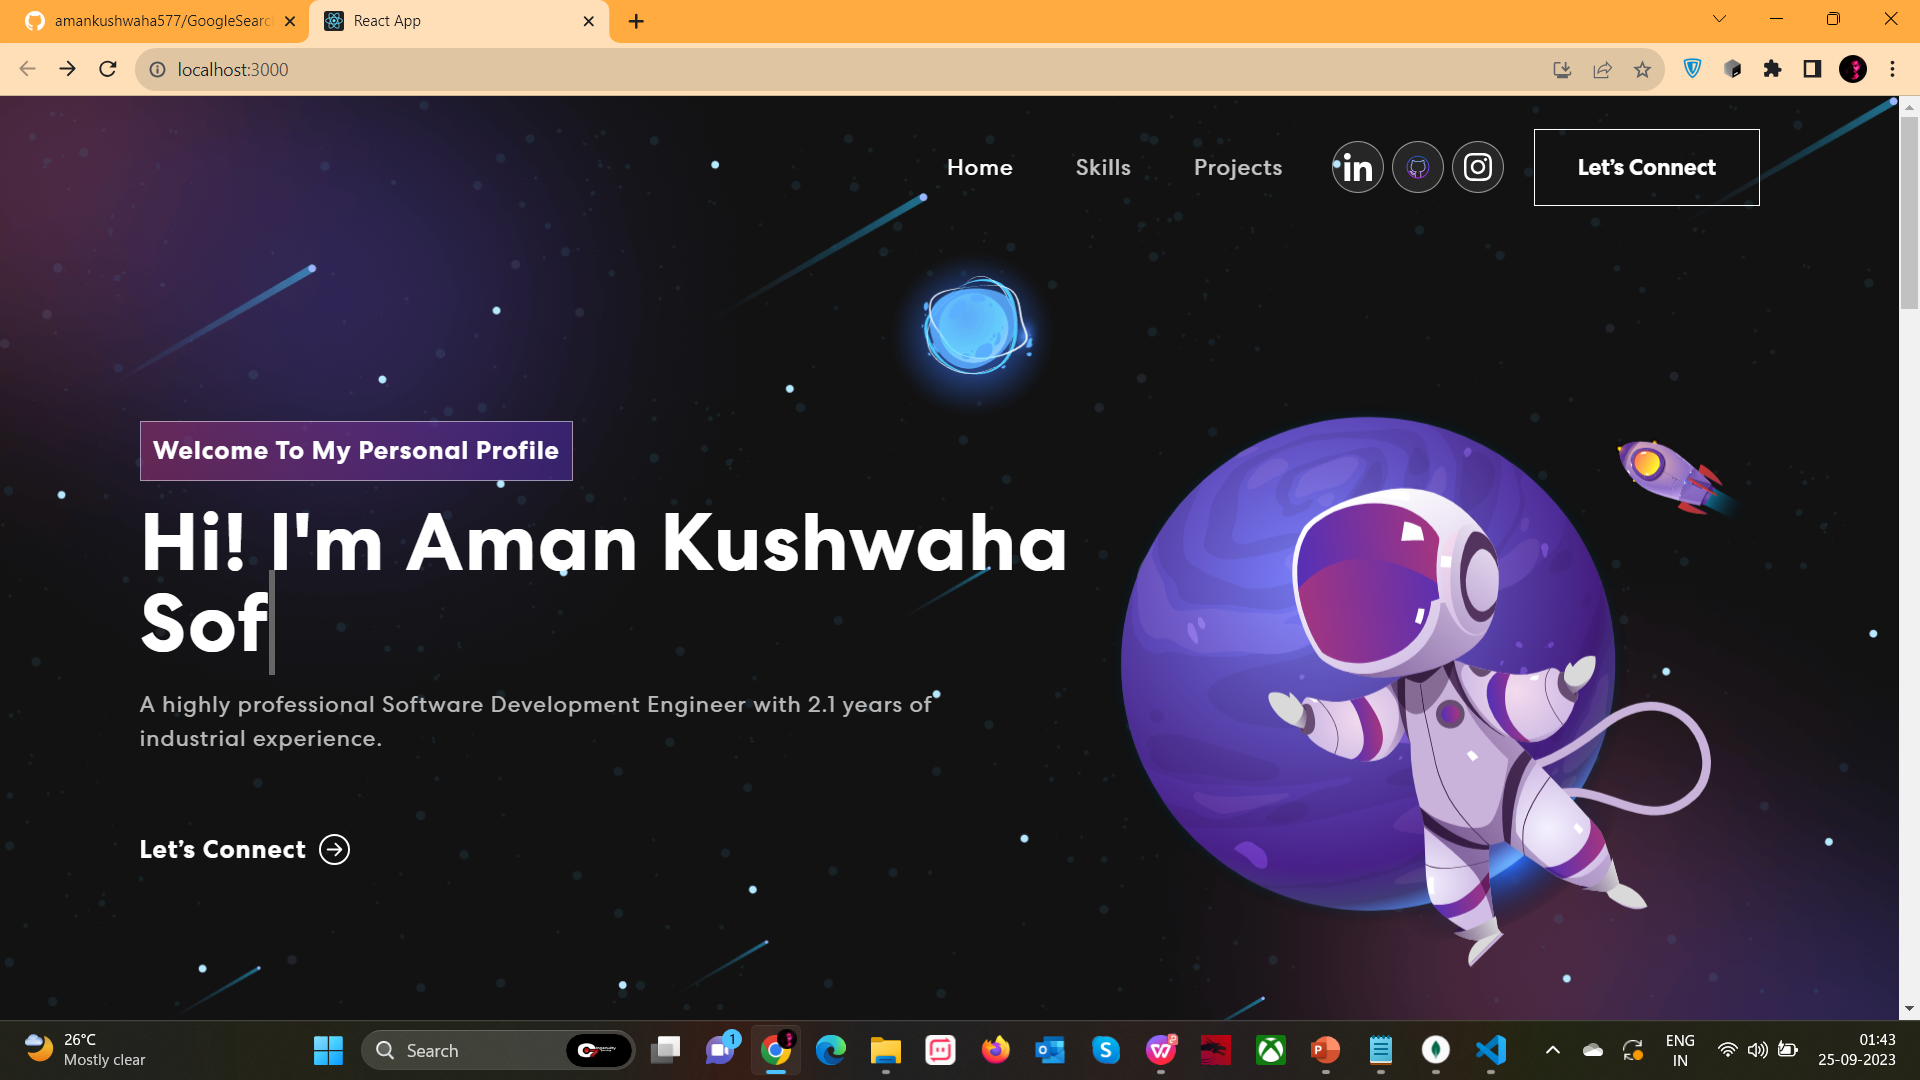 amankushwaha577/GoogleSearc
React App
localhost:3000
Home
Skills
Projects
in
Let's Connect
Welcome To My Personal Profile
Hi! I'm Aman Kushwaha
Sof
A highly professional Software Development Engineer with 2.1 years of
industrial experience.
Let's Connect
26°C
Mostly clear
Search
1
ENG
IN
01:43
25-09-2023